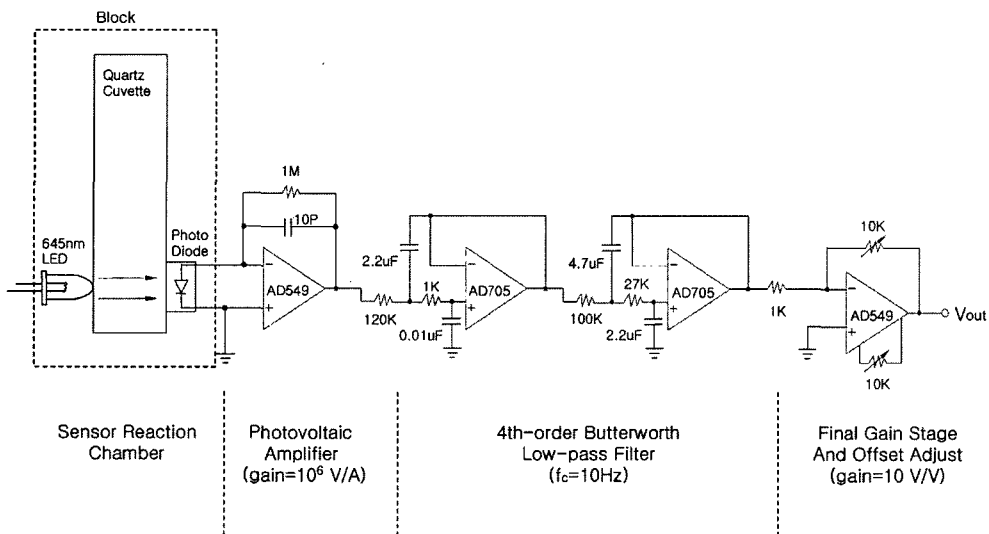 Block
Quartz
Cuvette
645nm
LED
Photo
Diode
1M
10P
AD549
120K
2.2uF
1K
0.01uF
AD705
100K
4.7uF
27K
2.2uF
AD705
1K
10K
AD549
10K
Vout
Sensor Reaction
Chamber
Photovoltaic
Amplifier
(gain=10⁶ V/A)
4th-order Butterworth
Low-pass Filter
(fc=10Hz)
Final Gain Stage
And Offset Adjust
(gain=10 V/V)